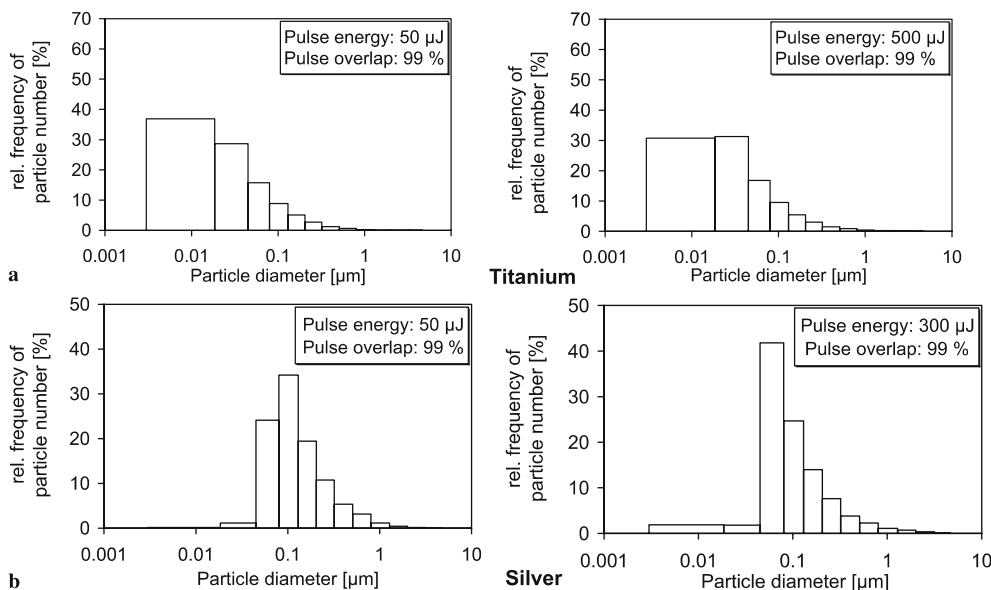 70
60
50
40
30
20
10
0
rel. frequency of
particle number [%]
Pulse energy: 50 µJ
Pulse overlap: 99 %
0.001
0.01
0.1
1
10
Particle diameter [µm]
a
70
60
50
40
30
20
10
0
rel. frequency of
particle number [%]
Pulse energy: 500 µJ
Pulse overlap: 99 %
0.001
0.01
0.1
1
10
Particle diameter [µm]
Titanium
50
40
30
20
10
0
rel. frequency of
particle number [%]
Pulse energy: 50 µJ
Pulse overlap: 99 %
0.001
0.01
0.1
1
10
Particle diameter [µm]
b
50
40
30
20
10
0
rel. frequency of
particle number [%]
Pulse energy: 300 µJ
Pulse overlap: 99 %
0.001
0.01
0.1
1
10
Particle diameter [µm]
Silver